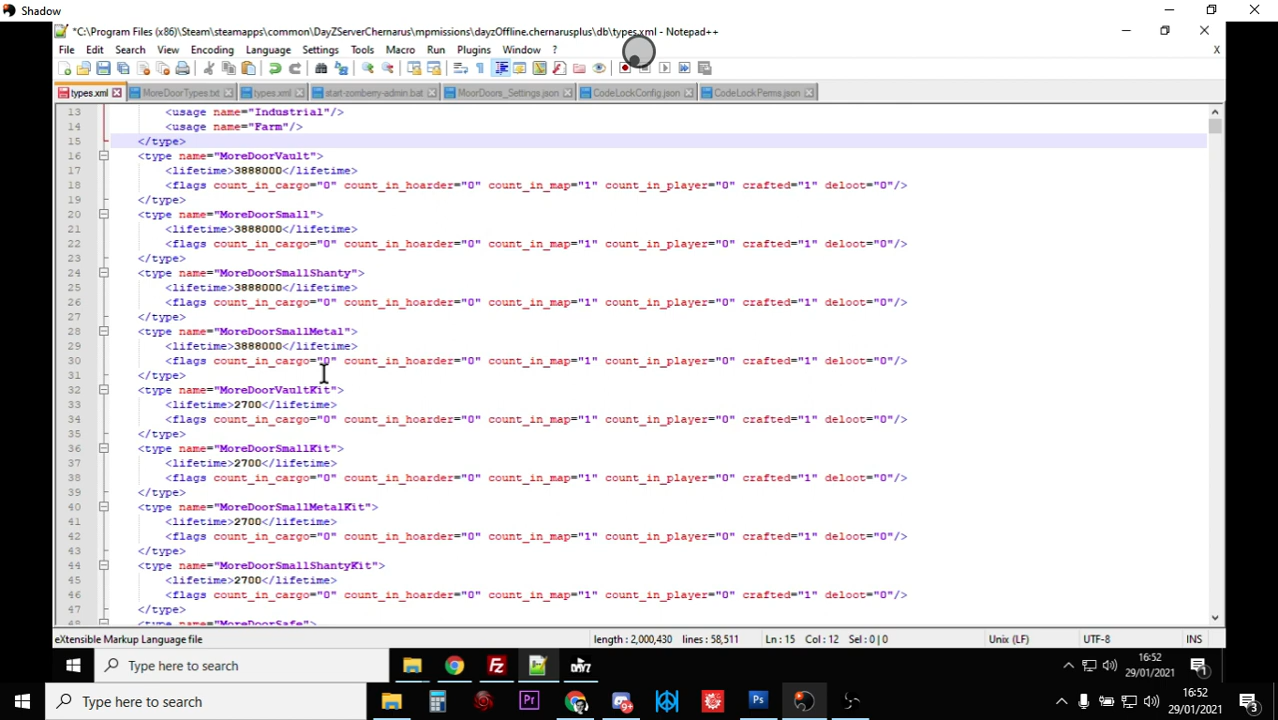 Shadow
*C:\Program Files (x86)\Steam\steamapps\common\DayZServerChernarus\mpmissions\dayzOffline.chernarusplus\db\types.xml - Notepad++
File Edit Search View Encoding Language Settings Tools Macro Run Plugins Window ? X
types.xml MoreDoorTypes.txt types.xml start-zomberry-admin.bat MoorDoors_Settings.json CodeLockConfig.json CodeLockPerms.json
13 <usage name="Industrial"/>
14 <usage name="Farm"/>
15 </type>
16 <type name="MoreDoorVault">
17 <lifetime>3888000</lifetime>
18 <flags count_in_cargo="0" count_in_hoarder="0" count_in_map="1" count_in_player="0" crafted="1" deloot="0"/>
19 </type>
20 <type name="MoreDoorSmall">
21 <lifetime>3888000</lifetime>
22 <flags count_in_cargo="0" count_in_hoarder="0" count_in_map="1" count_in_player="0" crafted="1" deloot="0"/>
23 </type>
24 <type name="MoreDoorSmallShanty">
25 <lifetime>3888000</lifetime>
26 <flags count_in_cargo="0" count_in_hoarder="0" count_in_map="1" count_in_player="0" crafted="1" deloot="0"/>
27 </type>
28 <type name="MoreDoorSmallMetal">
29 <lifetime>3888000</lifetime>
30 <flags count_in_cargo="0" count_in_hoarder="0" count_in_map="1" count_in_player="0" crafted="1" deloot="0"/>
31 </type>
32 <type name="MoreDoorVaultKit">
33 <lifetime>2700</lifetime>
34 <flags count_in_cargo="0" count_in_hoarder="0" count_in_map="1" count_in_player="0" crafted="1" deloot="0"/>
35 </type>
36 <type name="MoreDoorSmallKit">
37 <lifetime>2700</lifetime>
38 <flags count_in_cargo="0" count_in_hoarder="0" count_in_map="1" count_in_player="0" crafted="1" deloot="0"/>
39 </type>
40 <type name="MoreDoorSmallMetalKit">
41 <lifetime>2700</lifetime>
42 <flags count_in_cargo="0" count_in_hoarder="0" count_in_map="1" count_in_player="0" crafted="1" deloot="0"/>
43 </type>
44 <type name="MoreDoorSmallShantyKit">
45 <lifetime>2700</lifetime>
46 <flags count_in_cargo="0" count_in_hoarder="0" count_in_map="1" count_in_player="0" crafted="1" deloot="0"/>
47 </type>
48 <type name="MoreDoorSafe">
eXtensible Markup Language file length : 2,000,430 lines : 58,511 Ln : 15 Col : 12 Sel : 0 | 0 Unix (LF) UTF-8 INS
Type here to search Fz DAYZ 16:52
29/01/2021 1
Type here to search Pr 9+ Ps 16:52
29/01/2021 3